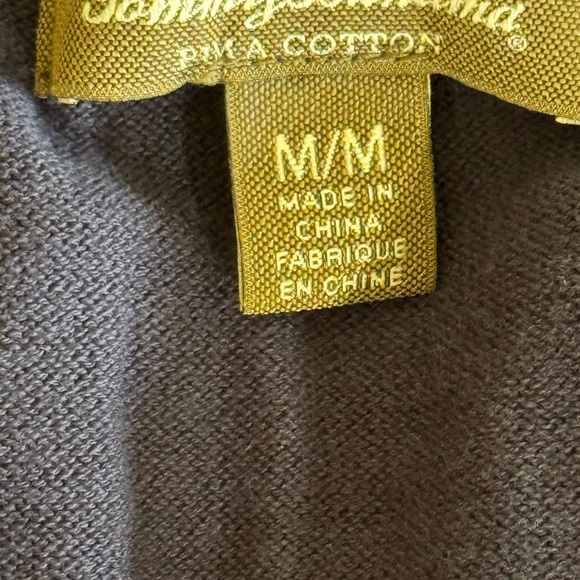 PIMA COTTON
M/M
MADE IN
CHINA
FABRIQUE
EN CHINE